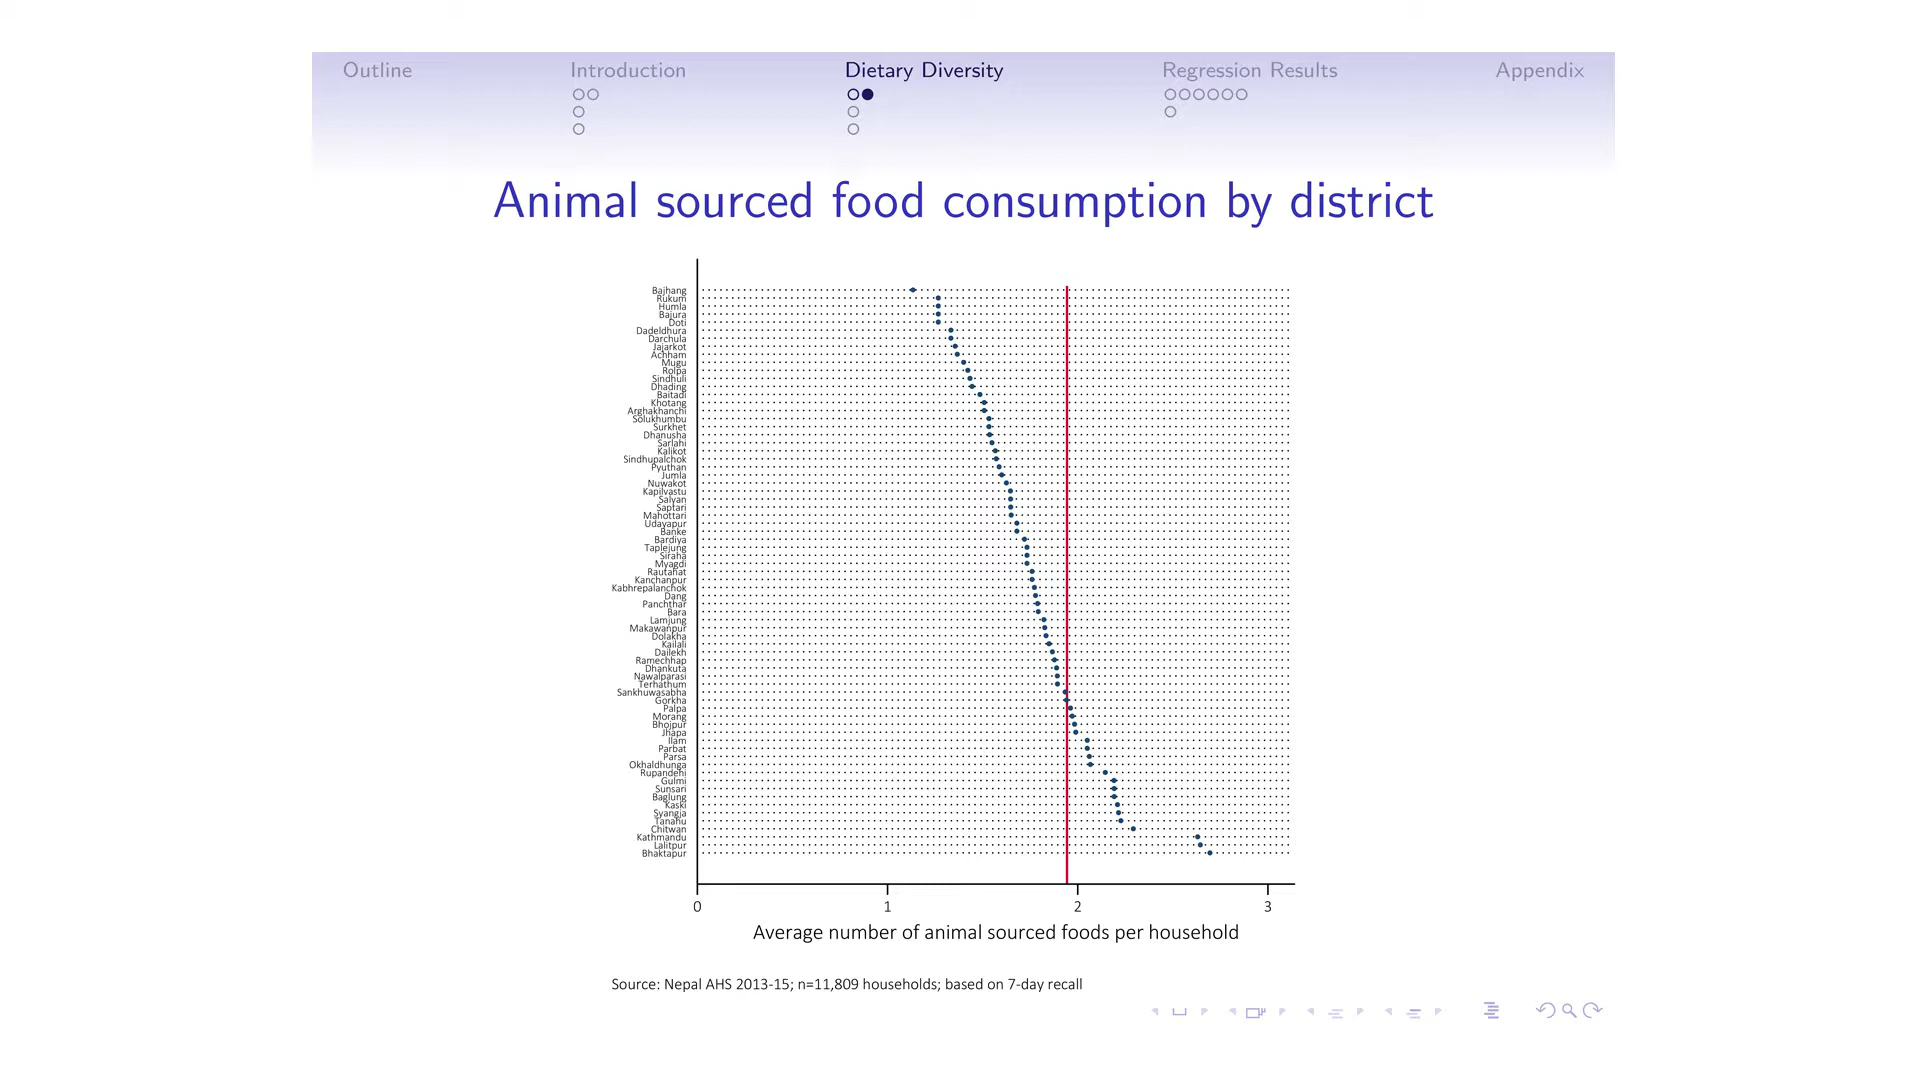 Outline Introduction Dietary Diversity Regression Results Appendix
Animal sourced food consumption by district
Bajhang
Rukum
Humla
Bajura
Doti
Dadeldhura
Darchula
Jajarkot
Achham
Mugu
Rolpa
Sindhuli
Dhading
Baitadi
Khotang
Arghakhanchi
Solukhumbu
Surkhet
Dhanusha
Sarlahi
Kalikot
Sindhupalchok
Pyuthan
Jumla
Nuwakot
Kapilvastu
Salyan
Saptari
Mahottari
Udayapur
Banke
Bardiya
Taplejung
Siraha
Myagdi
Rautahat
Kanchanpur
Kabhrepalanchok
Dang
Panchthar
Bara
Lamjung
Makawanpur
Dolakha
Kailali
Dailekh
Ramechhap
Dhankuta
Nawalparasi
Terhathum
Sankhuwasabha
Gorkha
Palpa
Morang
Bhojpur
Jhapa
Ilam
Parbat
Parsa
Okhaldhunga
Rupandehi
Gulmi
Sunsari
Baglung
Kaski
Syangja
Tanahu
Chitwan
Kathmandu
Lalitpur
Bhaktapur
0 1 2 3
Average number of animal sourced foods per household
Source: Nepal AHS 2013-15; n=11,809 households; based on 7-day recall